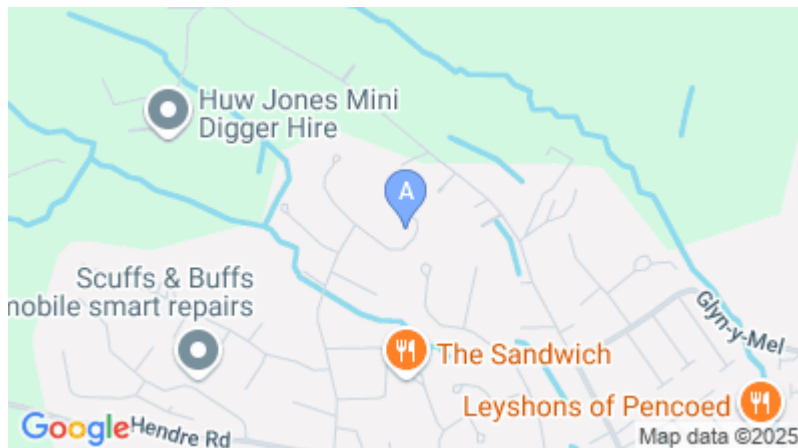 Huw Jones Mini
Digger Hire
A
Scuffs & Buffs
mobile smart repairs
Glyn-y-Mel
The Sandwich
Leyshons of Pencoed
Google
Hendre Rd
Map data ©2025